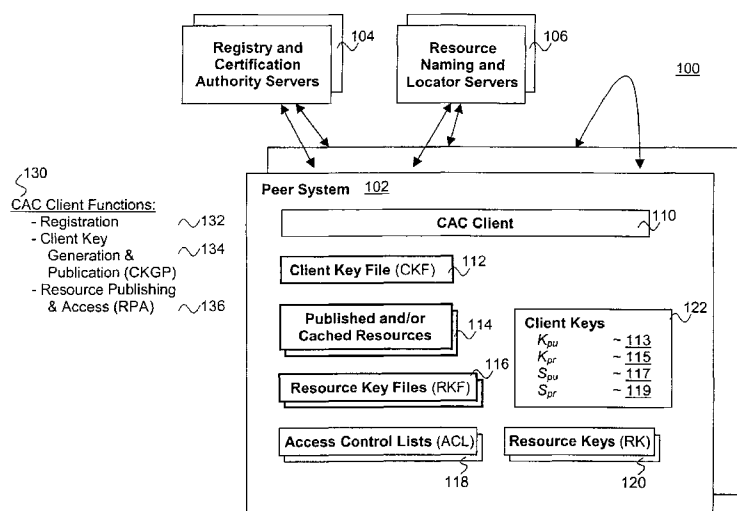 Registry and
Certification
Authority Servers
104
Resource
Naming and
Locator Servers
106
100
Peer System 102
CAC Client
110
130
CAC Client Functions:
- Registration
132
- Client Key
Generation &
Publication (CKGP)
134
- Resource Publishing
& Access (RPA)
136
Client Key File (CKF)
112
Published and/or
Cached Resources
114
Resource Key Files (RKF)
116
122
Client Keys
Kpu ~ 113
Kpr ~ 115
Spu ~ 117
Spr ~ 119
Access Control Lists (ACL)
118
Resource Keys (RK)
120